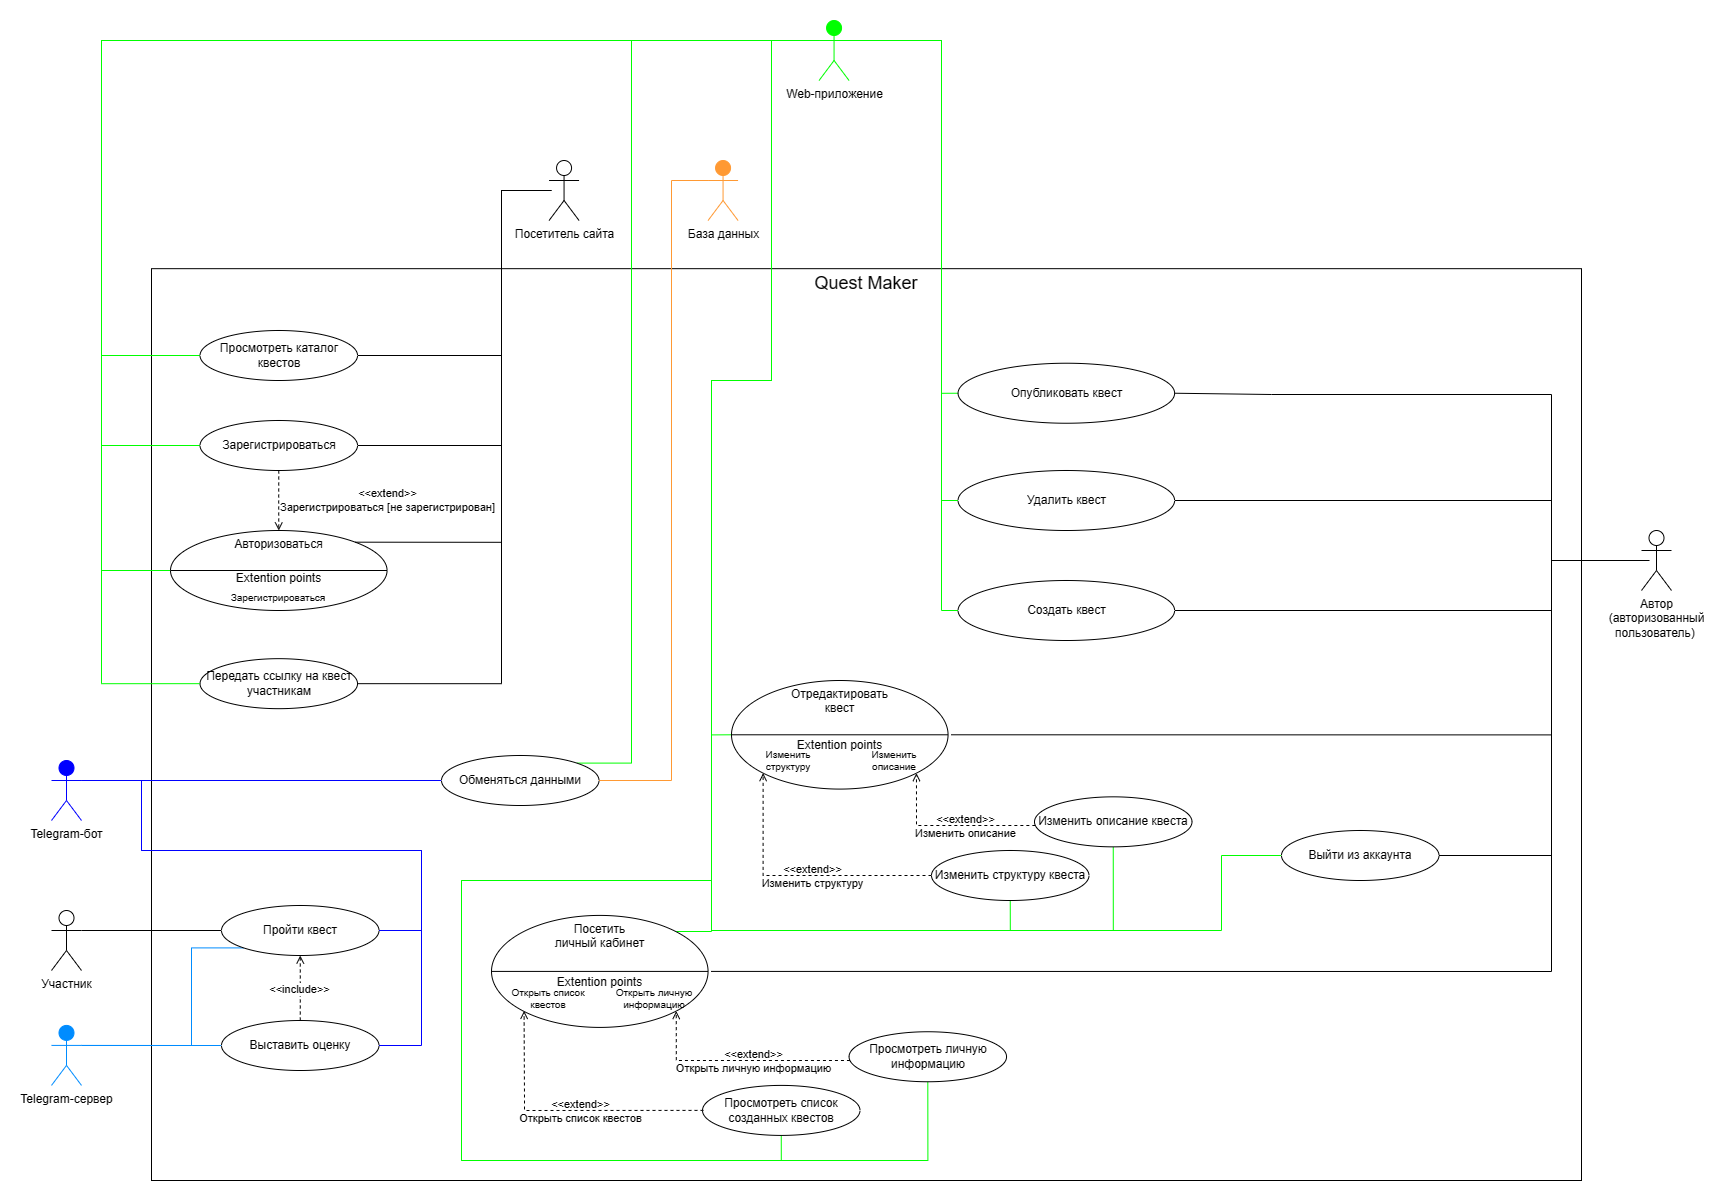 Web-приложение
Посетитель сайта
База данных
Quest Maker
Просмотреть каталог
квестов
Зарегистрироваться
<<extend>>
Зарегистрироваться [не зарегистрирован]
Авторизоваться
Extention points
Зарегистрироваться
Передать ссылку на квест
участникам
Опубликовать квест
Удалить квест
Создать квест
Автор
(авторизованный
пользователь)
Отредактировать
квест
Extention points
Изменить
структуру
Изменить
описание
Обменяться данными
Telegram-бот
<<extend>>
Изменить описание
Изменить описание квеста
<<extend>>
Изменить структуру
Изменить структуру квеста
Выйти из аккаунта
Пройти квест
Участник
<<include>>
Выставить оценку
Telegram-сервер
Посетить
личный кабинет
Extention points
Открыть список
квестов
Открыть личную
информацию
<<extend>>
Открыть личную информацию
Просмотреть личную
информацию
<<extend>>
Открыть список квестов
Просмотреть список
созданных квестов